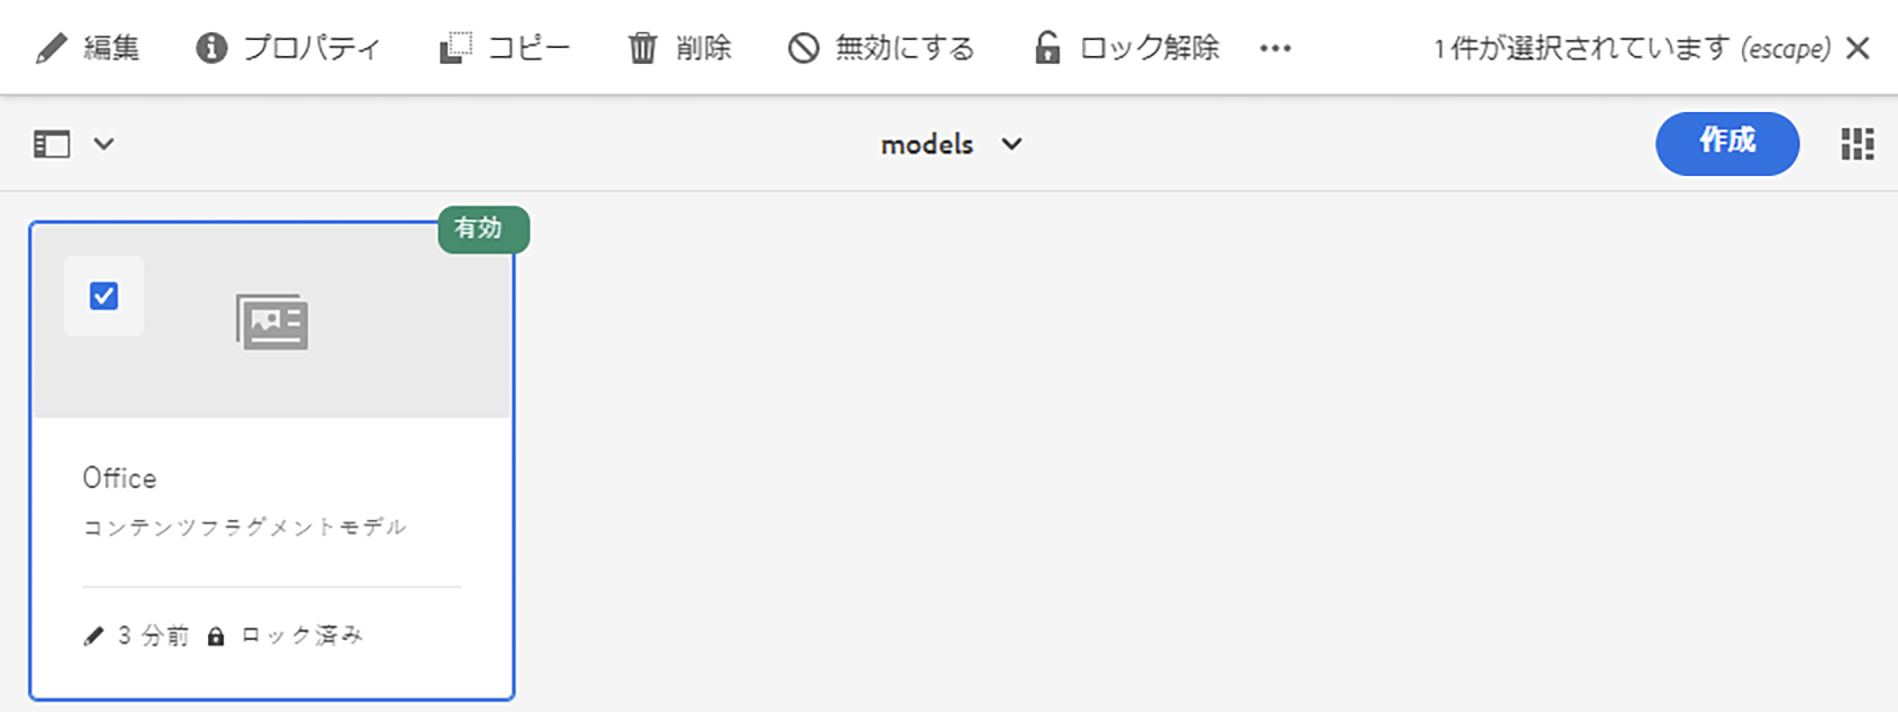 編集 プロパティ コピー 削除 無効にする ロック解除 ••• 1件が選択されています (escape)
models 作成
有効
Office
コンテンツフラグメントモデル
3 分前 ロック済み